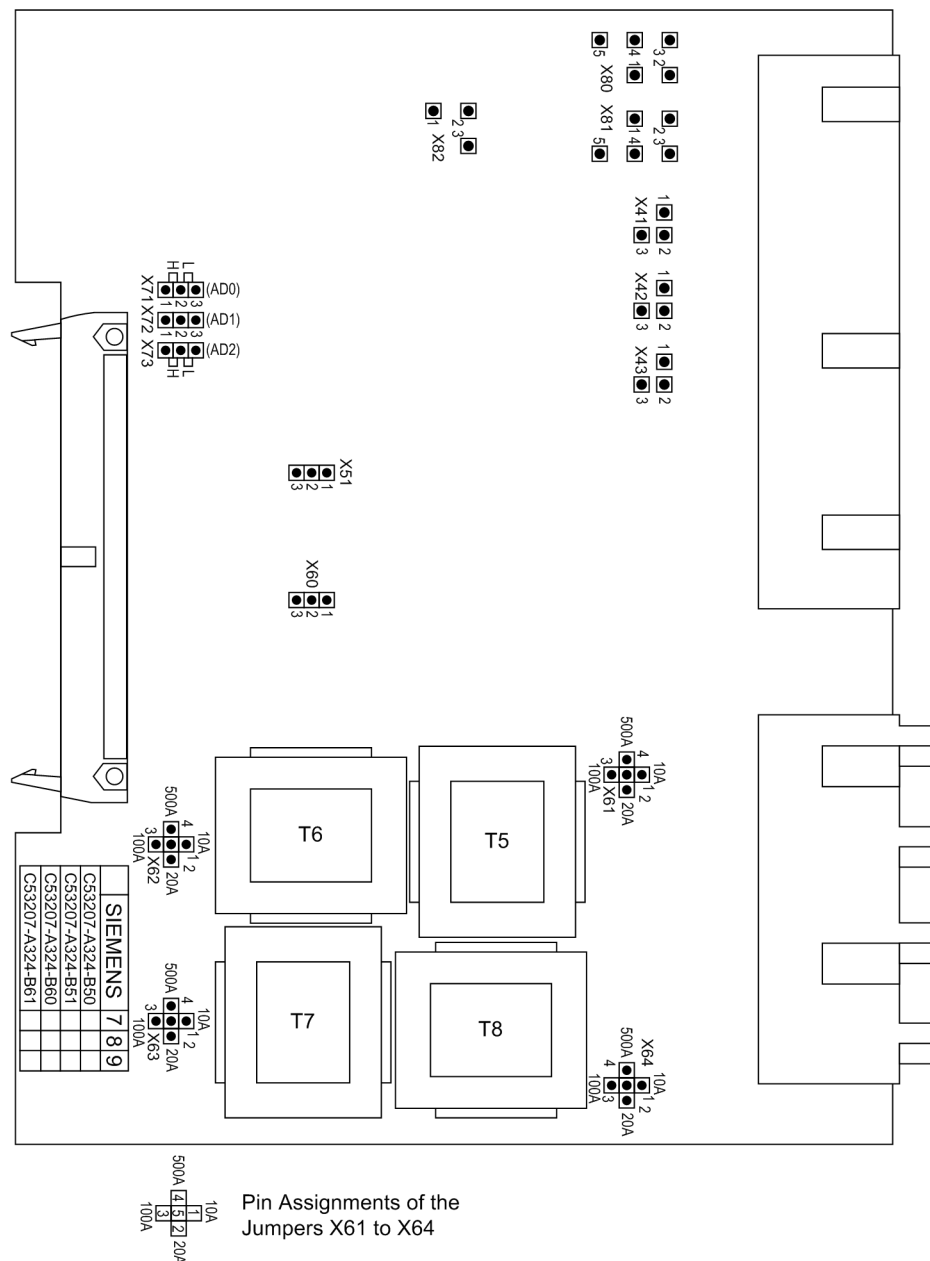 5
4
3
1
2
X80
X81
1
2
5
4
3
1
2
3
X82
1
X41
3
2
1
X42
3
2
1
X43
3
2
H
L
X71
1
2
3
(AD0)
X72
1
2
3
(AD1)
X73
(AD2)
H
L
X51
3
2
1
X60
3
2
1
500A
4
10A
3
1
2
100A
X61
20A
T6
T5
500A
4
10A
3
1
2
100A
X62
20A
SIEMENS 7 8 9
C53207-A324-B50
C53207-A324-B51
C53207-A324-B60
C53207-A324-B61
500A
4
10A
3
1
2
100A
X63
20A
T7
T8
X64
500A
4
10A
3
1
2
100A
20A
500A
10A
4
3
5
1
2
100A
20A
Pin Assignments of the
Jumpers X61 to X64